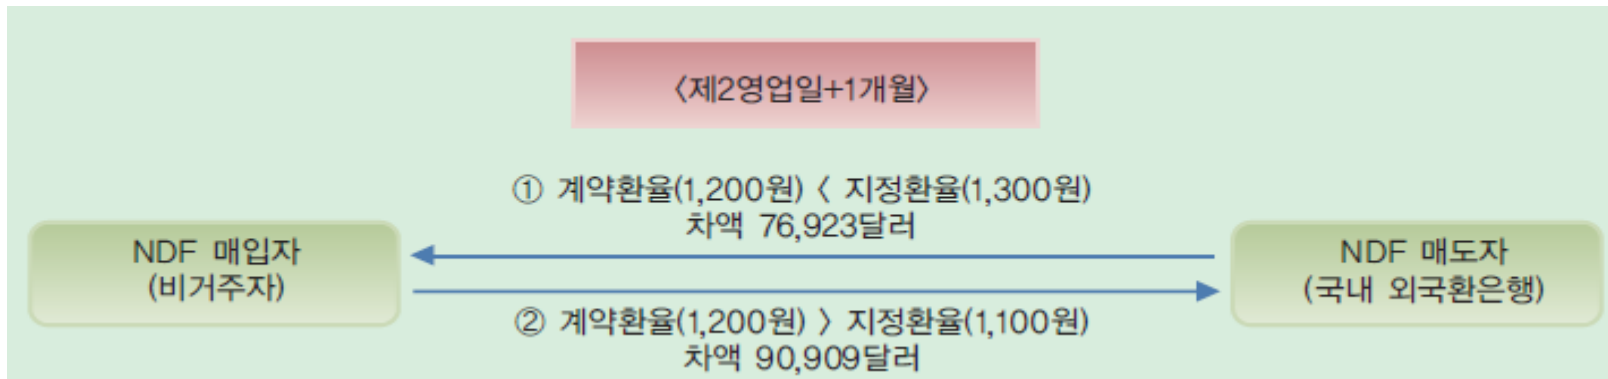 〈제2영업일+1개월〉
① 계약환율(1,200원) 〈 지정환율(1,300원)
차액 76,923달러
NDF 매입자
(비거주자)
NDF 매도자
(국내 외국환은행)
② 계약환율(1,200원) 〉 지정환율(1,100원)
차액 90,909달러